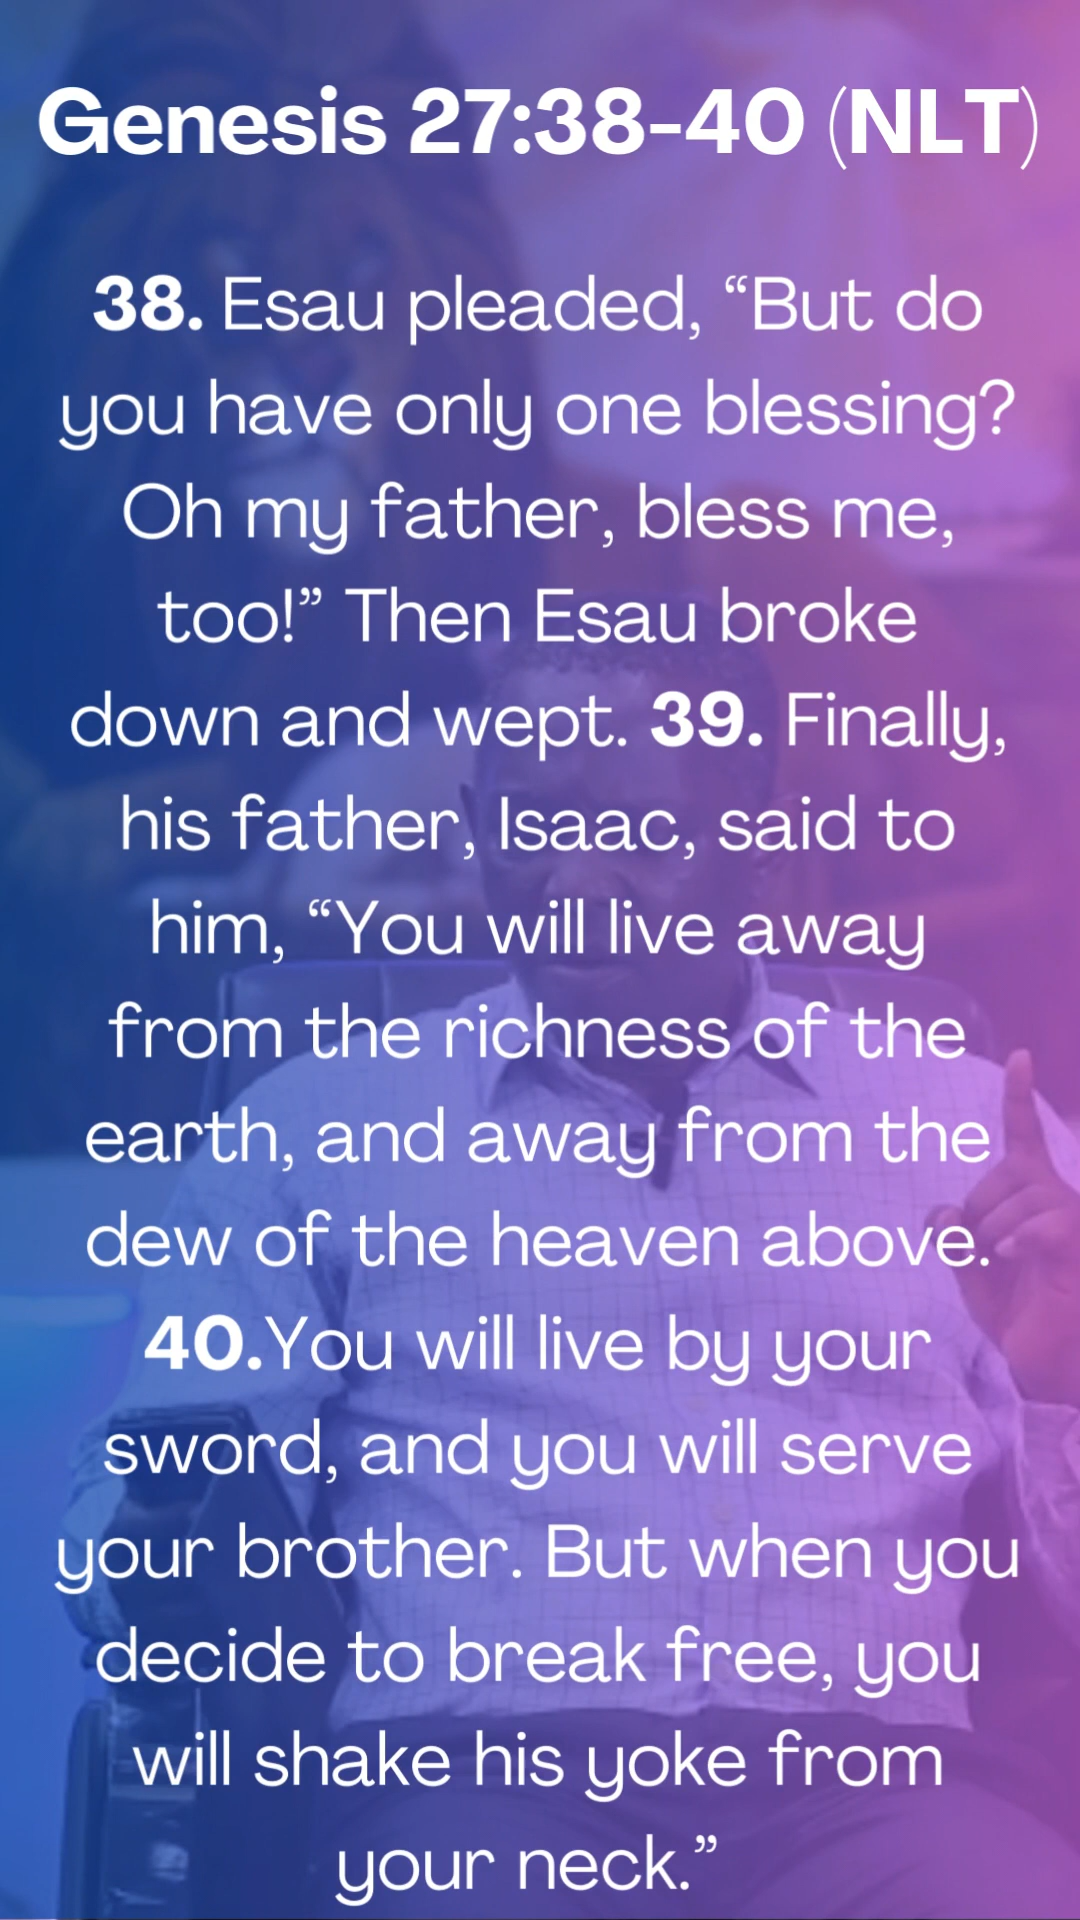 Genesis 27:38-40 (NLT)
38. Esau pleaded, “But do
you have only one blessing?
Oh my father, bless me,
too!” Then Esau broke
down and wept. 39. Finally,
his father, Isaac, said to
him, “You will live away
from the richness of the
earth, and away from the
dew of the heaven above.
40.You will live by your
sword, and you will serve
your brother. But when you
decide to break free, you
will shake his yoke from
your neck.”